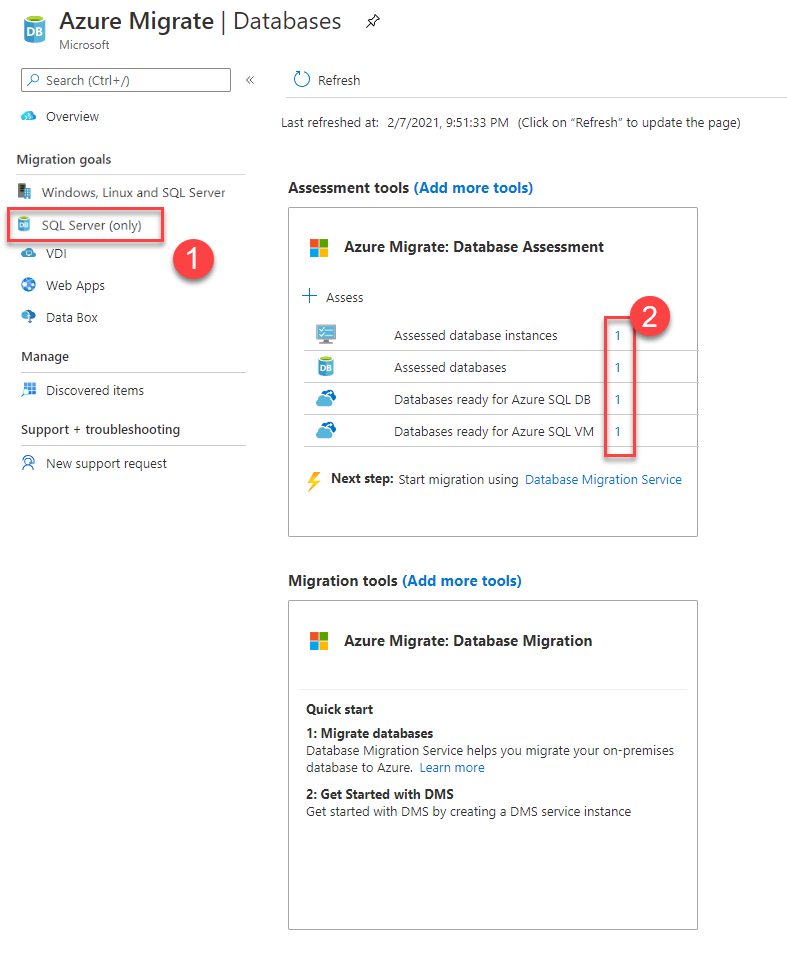 Azure Migrate | Databases
Microsoft
Search (Ctrl+/)
«
Overview
Migration goals
Windows, Linux and SQL Server
SQL Server (only)
1
VDI
Web Apps
Data Box
Manage
Discovered items
Support + troubleshooting
New support request
Refresh
Last refreshed at: 2/7/2021, 9:51:33 PM (Click on “Refresh” to update the page)
Assessment tools (Add more tools)
Azure Migrate: Database Assessment
Assess
2
Assessed database instances 1
Assessed databases 1
Databases ready for Azure SQL DB 1
Databases ready for Azure SQL VM 1
Next step: Start migration using Database Migration Service
Migration tools (Add more tools)
Azure Migrate: Database Migration
Quick start
1: Migrate databases
Database Migration Service helps you migrate your on-premises
database to Azure. Learn more
2: Get Started with DMS
Get started with DMS by creating a DMS service instance